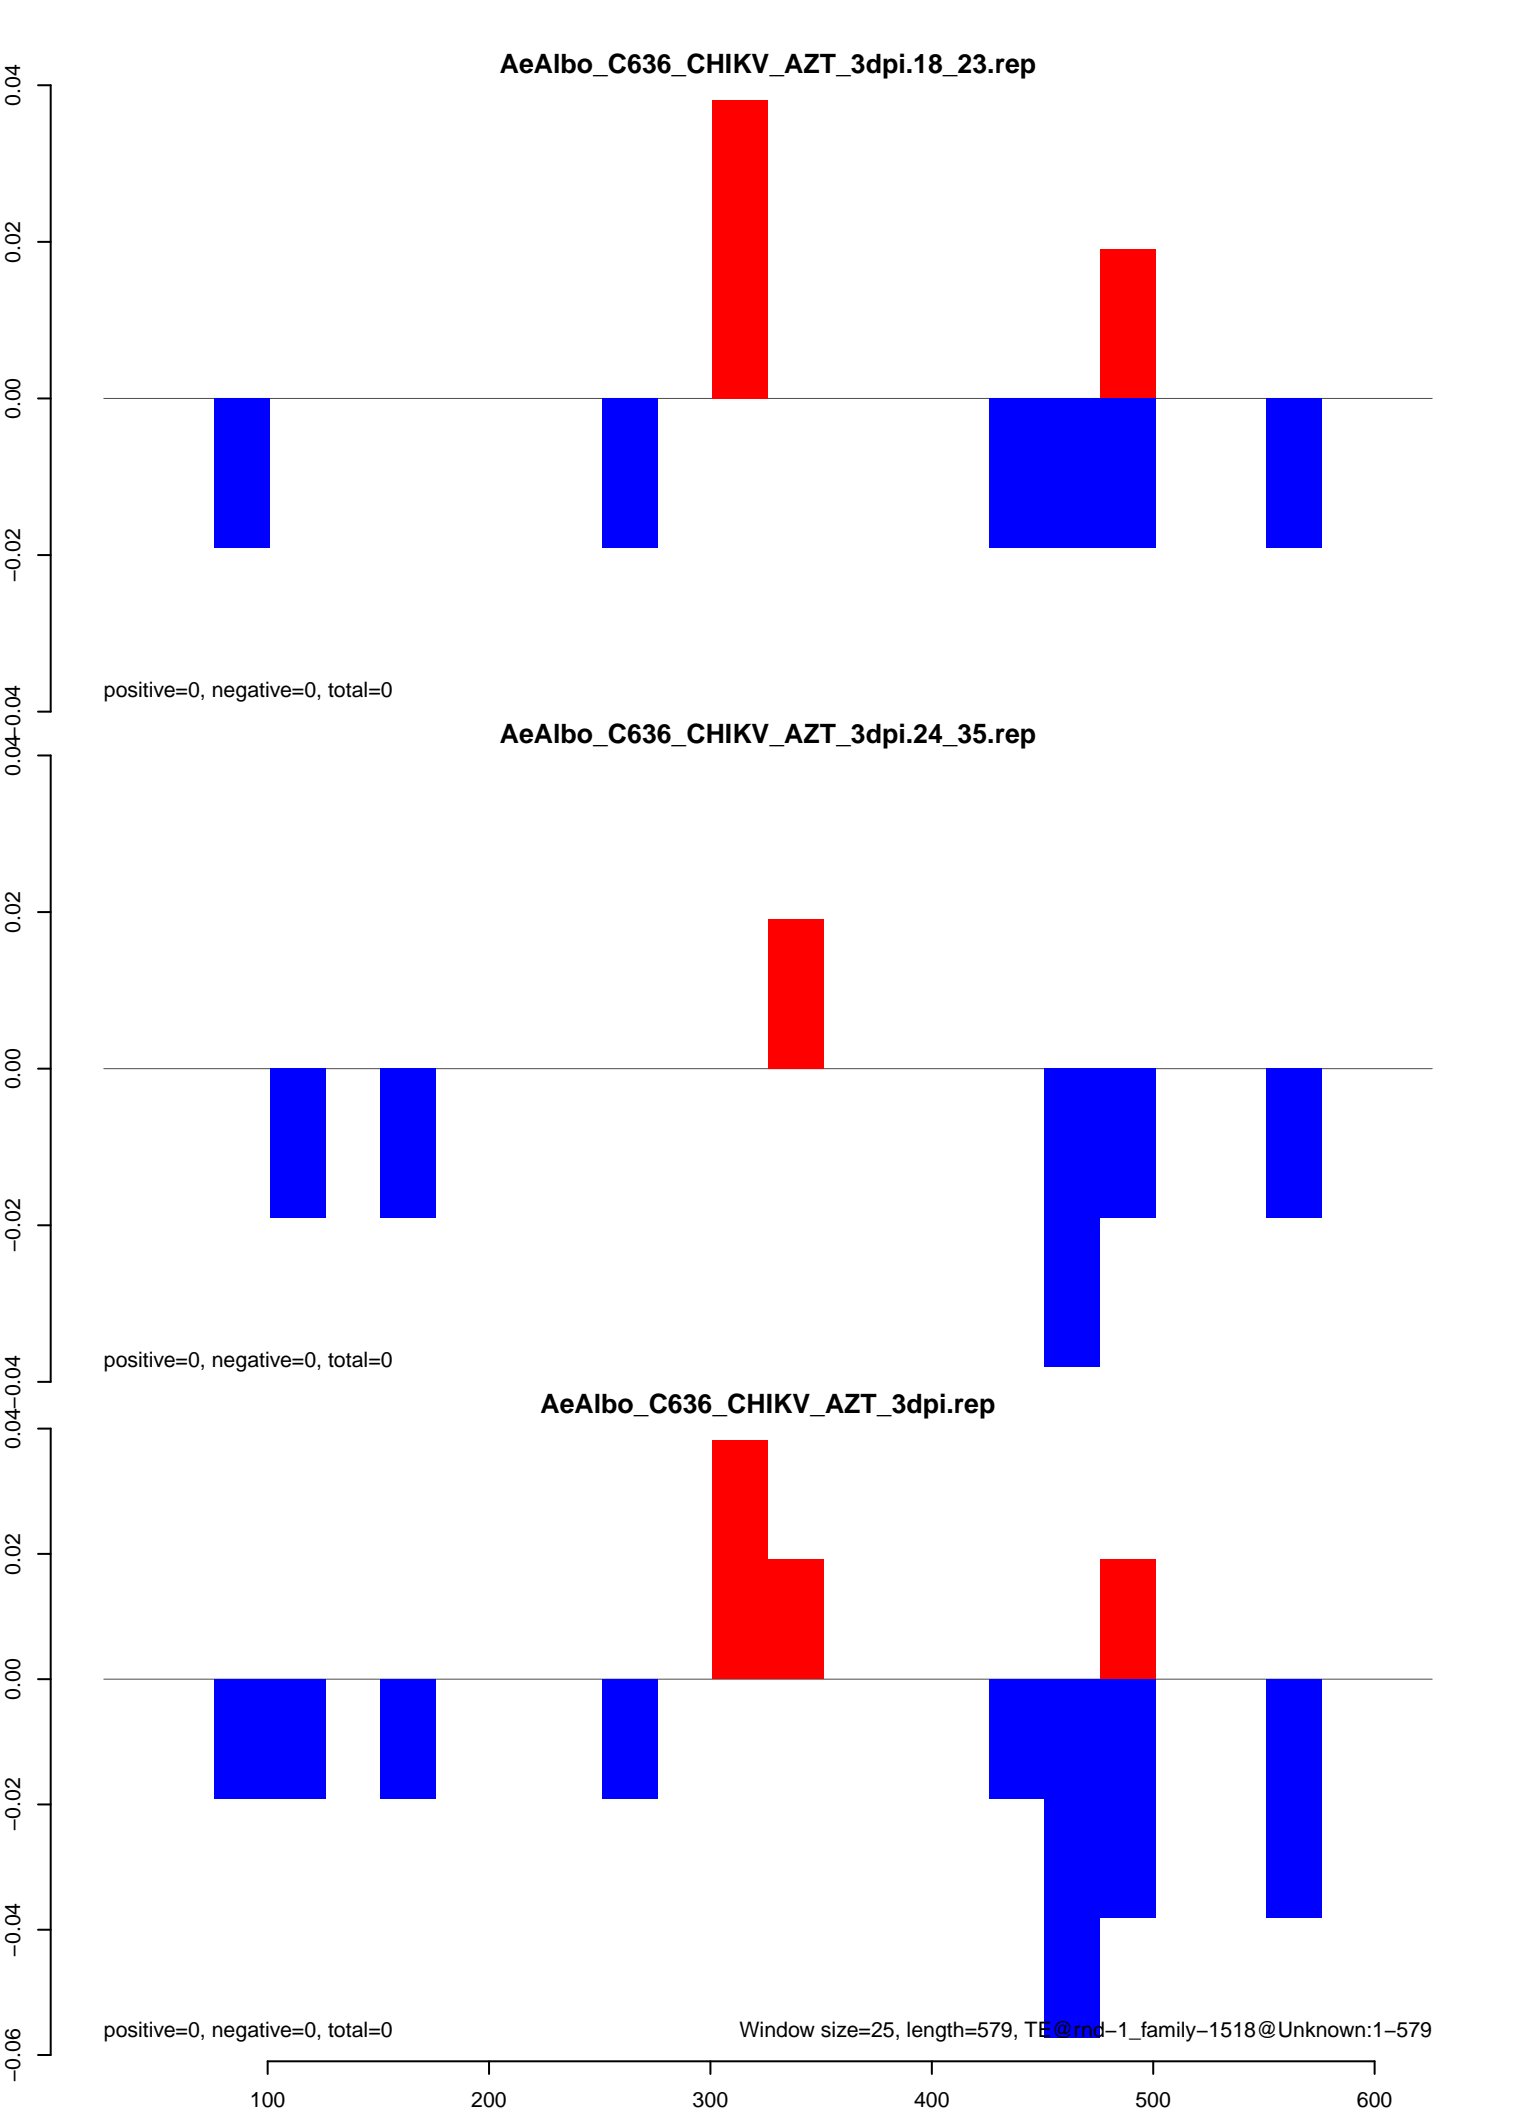 AeAlbo_C636_CHIKV_AZT_3dpi.18_23.rep
0.04
0.02
0.00
−0.02
−0.04
positive=0, negative=0, total=0
AeAlbo_C636_CHIKV_AZT_3dpi.24_35.rep
0.04
0.02
0.00
−0.02
−0.04
positive=0, negative=0, total=0
AeAlbo_C636_CHIKV_AZT_3dpi.rep
0.04
0.02
0.00
−0.02
−0.04
−0.06
positive=0, negative=0, total=0
Window size=25, length=579, TE@rnd−1_family−1518@Unknown:1−579
100 200 300 400 500 600